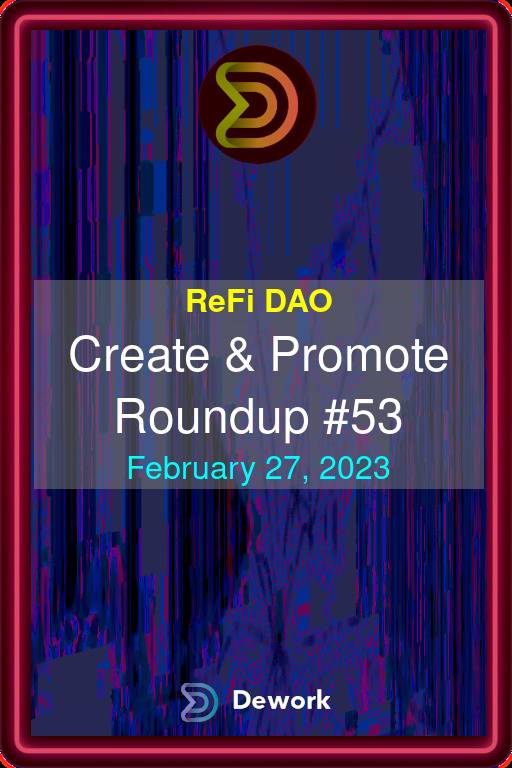 ReFi DAO
Create & Promote
Roundup #53
February 27, 2023
Dework